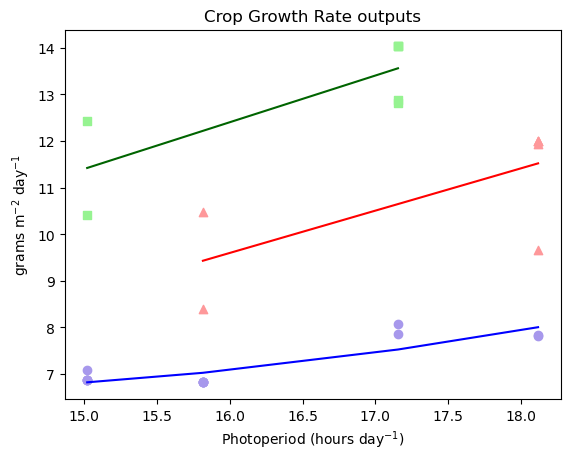 Crop Growth Rate outputs
14
13
12
11
10
9
8
7
grams m⁻² day⁻¹
15.0 15.5 16.0 16.5 17.0 17.5 18.0
Photoperiod (hours day⁻¹)